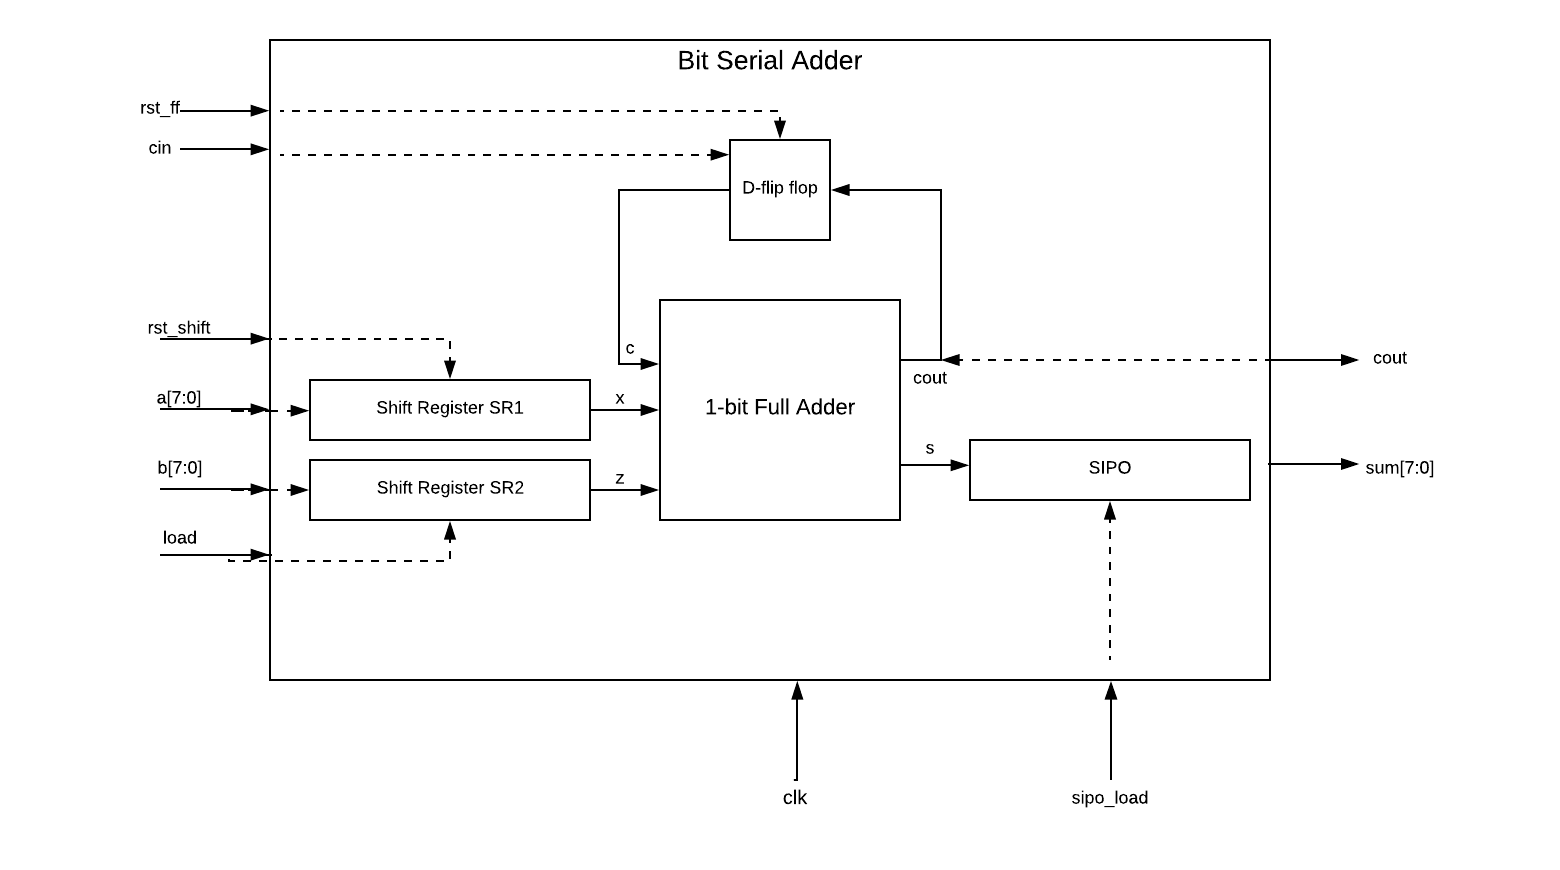 Bit Serial Adder
rst_ff
cin
D-flip flop
rst_shift
c
cout
cout
a[7:0]
Shift Register SR1
x
1-bit Full Adder
s
b[7:0]
Shift Register SR2
z
SIPO
sum[7:0]
load
clk
sipo_load